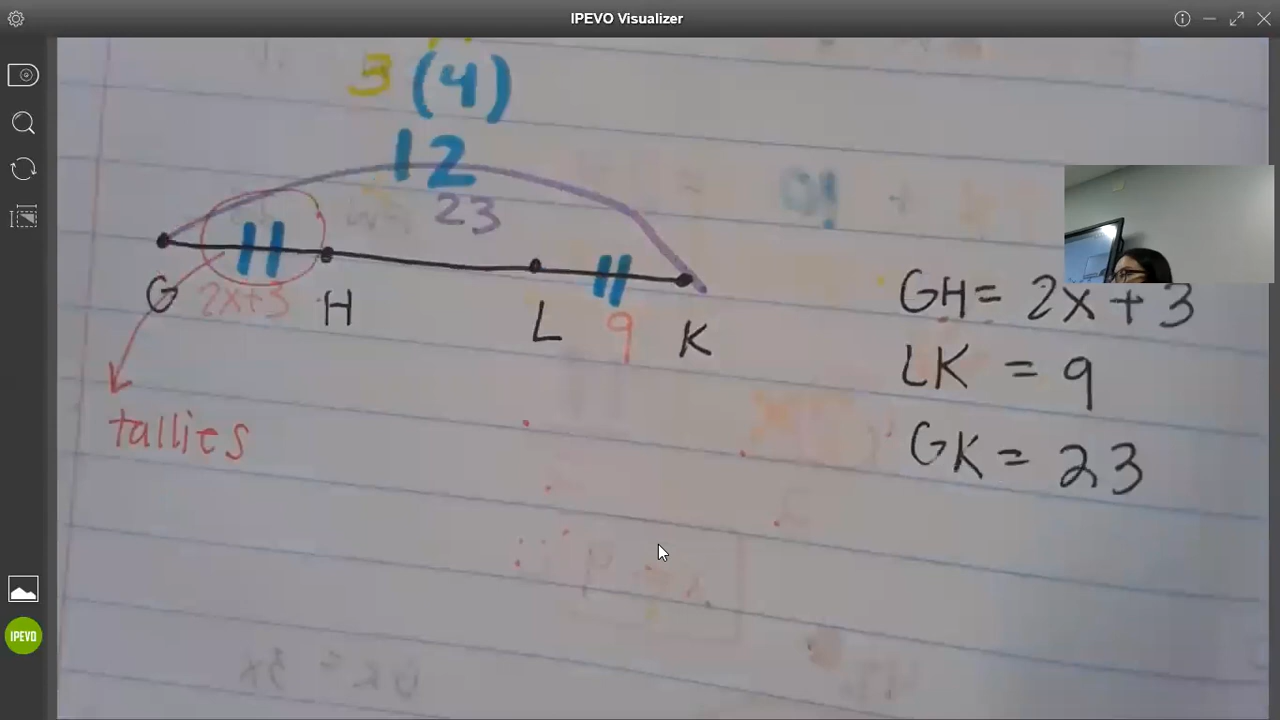 IPEVO Visualizer
3 (4)
12
23
G 2x+3 H L 9 K
GH = 2x + 3
LK = 9
GK = 23
tallies
IPEVO